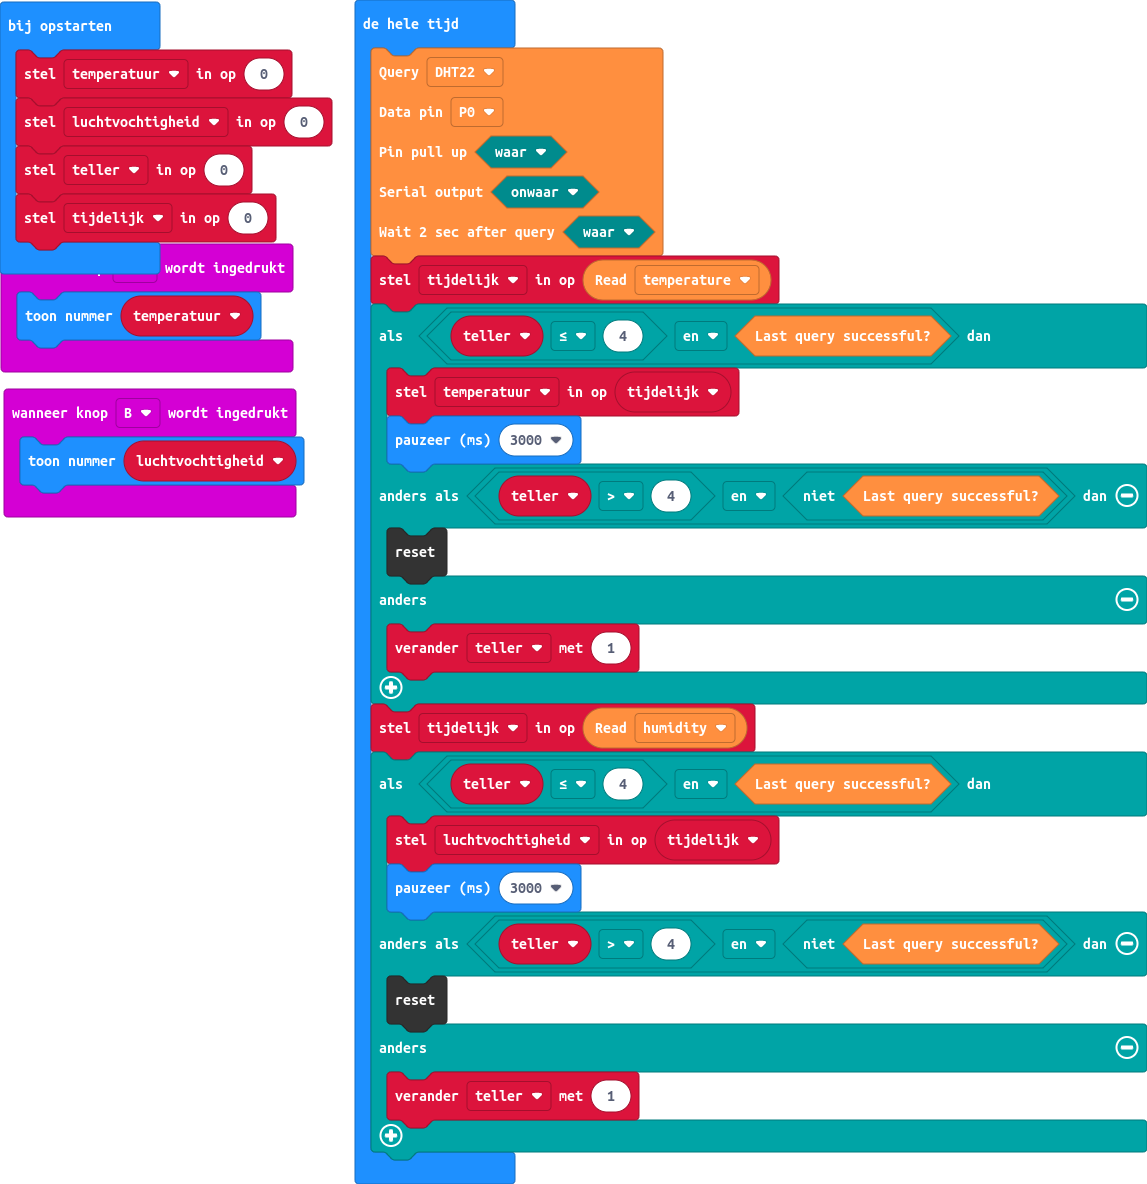 bij opstarten
stel temperatuur in op 0
stel luchtvochtigheid in op 0
stel teller in op 0
stel tijdelijk in op 0
wordt ingedrukt
toon nummer temperatuur
wanneer knop B wordt ingedrukt
toon nummer luchtvochtigheid
de hele tijd
Query DHT22
Data pin P0
Pin pull up waar
Serial output onwaar
Wait 2 sec after query waar
stel tijdelijk in op Read temperature
als teller ≤ 4 en Last query successful? dan
stel temperatuur in op tijdelijk
pauzeer (ms) 3000
anders als teller > 4 en niet Last query successful? dan
reset
anders
verander teller met 1
stel tijdelijk in op Read humidity
als teller ≤ 4 en Last query successful? dan
stel luchtvochtigheid in op tijdelijk
pauzeer (ms) 3000
anders als teller > 4 en niet Last query successful? dan
reset
anders
verander teller met 1